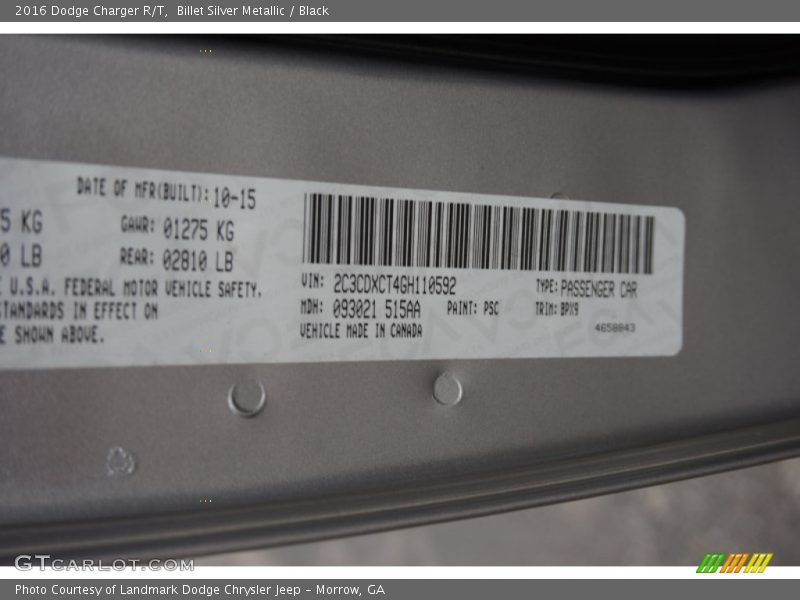 2016 Dodge Charger R/T, Billet Silver Metallic / Black
DATE OF MFR(BUILT): 10-15
5 KG GAWR: 01275 KG
0 LB REAR: 02810 LB
U.S.A. FEDERAL MOTOR VEHICLE SAFETY,
STANDARDS IN EFFECT ON
SHOWN ABOVE.
VIN: 2C3CDXCT4GH110592 TYPE: PASSENGER CAR
MDH: 093021 515AA PAINT: PSC TRIM: BPX9
VEHICLE MADE IN CANADA 4658843
GTCARLOT.COM
Photo Courtesy of Landmark Dodge Chrysler Jeep – Morrow, GA